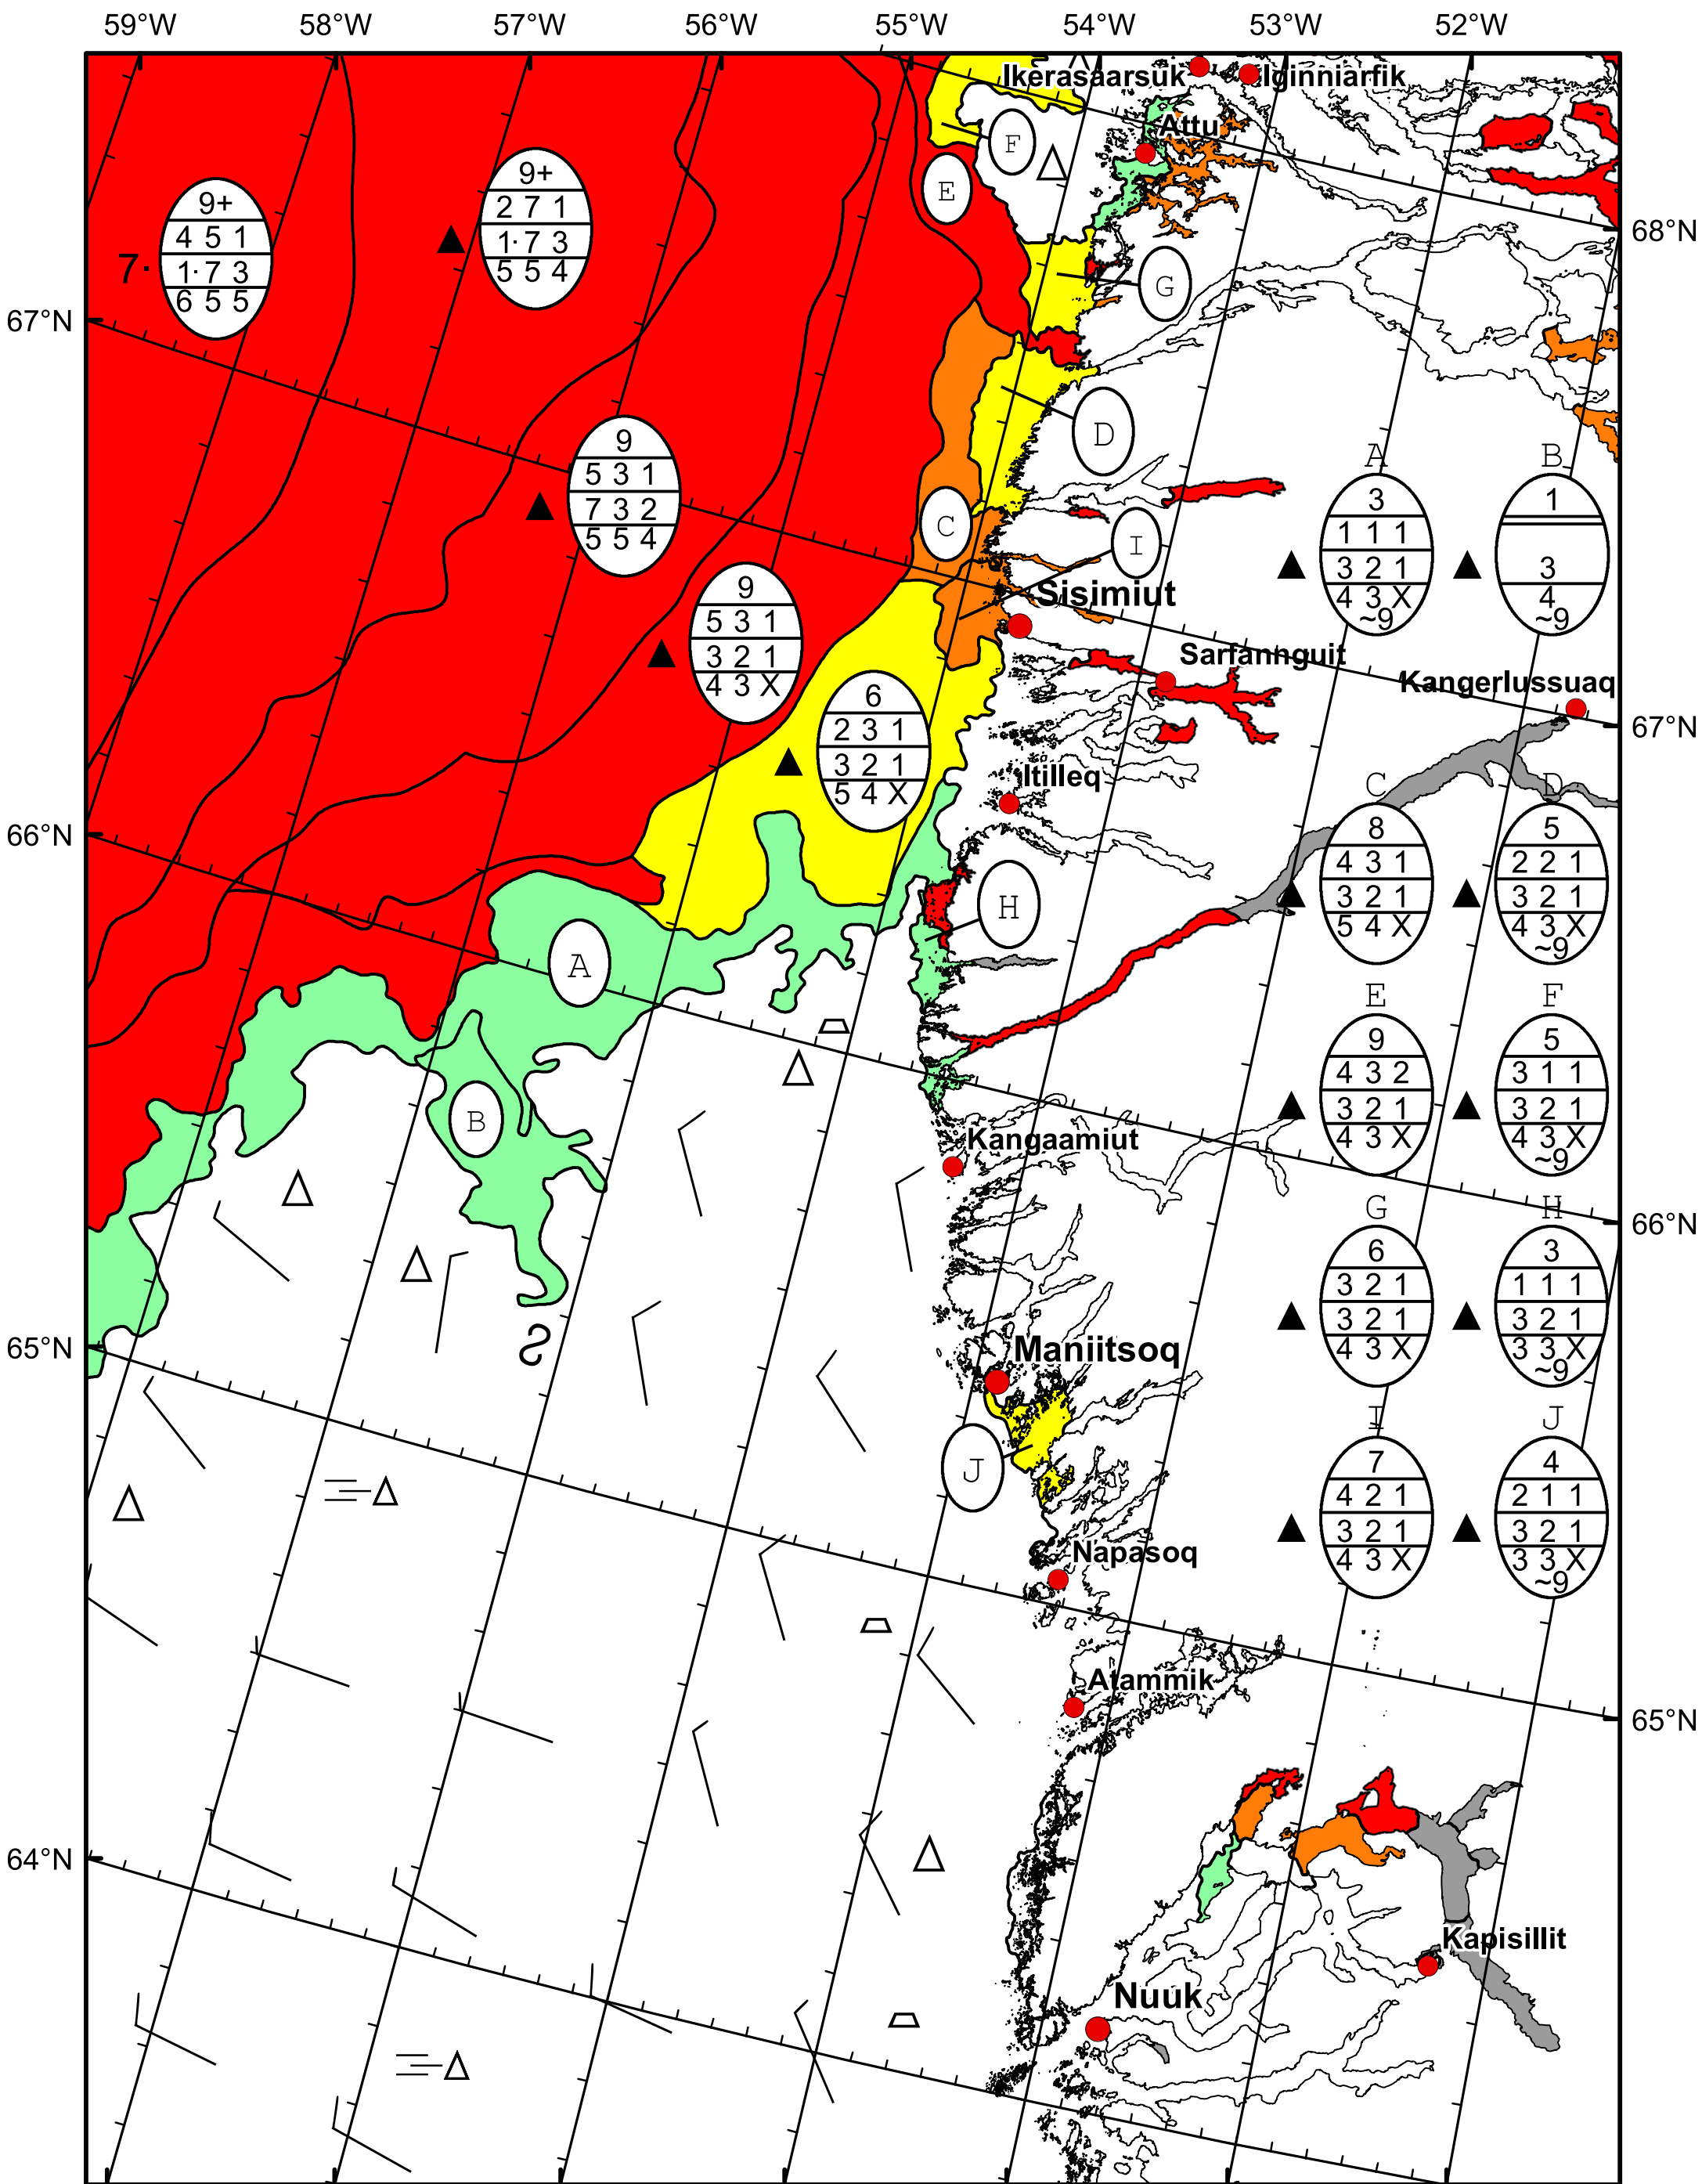 59°W 58°W 57°W 56°W 55°W 54°W 53°W 52°W
Ikerasaarsuk
Iginniarfik
Attu
F
E
9+
4 5 1
7· 1·7 3
6 5 5
9+
2 7 1
1·7 3
5 5 4
68°N
G
67°N
D
9
5 3 1
7 3 2
5 5 4
C
I
A
3
1 1 1
3 2 1
4 3 X
~9
B
1
3
4
~9
Sisimiut
9
5 3 1
3 2 1
4 3 X
Sarfannguit
Kangerlussuaq
6
2 3 1
3 2 1
5 4 X
67°N
Itilleq
66°N
C
8
4 3 1
3 2 1
5 4 X
D
5
2 2 1
3 2 1
4 3 X
~9
H
A
E
9
4 3 2
3 2 1
4 3 X
F
5
3 1 1
3 2 1
4 3 X
~9
B
Kangaamiut
66°N
G
6
3 2 1
3 2 1
4 3 X
H
3
1 1 1
3 2 1
3 3 X
~9
65°N
Maniitsoq
J
I
7
4 2 1
3 2 1
4 3 X
J
4
2 1 1
3 2 1
3 3 X
~9
Napasoq
Atammik
65°N
64°N
Kapisillit
Nuuk